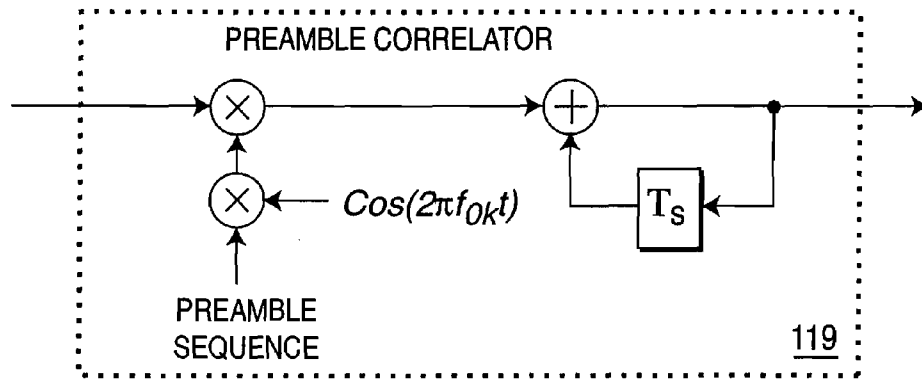 PREAMBLE CORRELATOR
×
+
×
Cos(2πf0kt)
TS
PREAMBLE
SEQUENCE
119